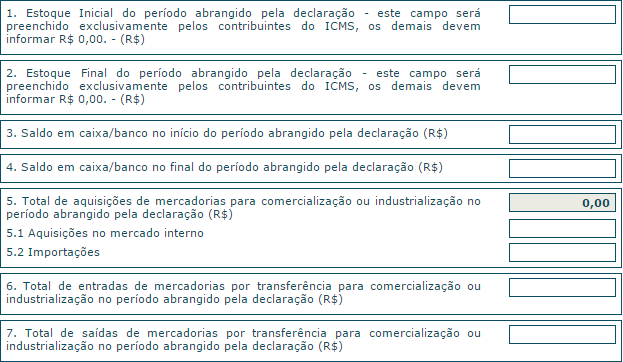 1. Estoque Inicial do período abrangido pela declaração - este campo será
preenchido exclusivamente pelos contribuintes do ICMS, os demais devem
informar R$ 0,00. - (R$)
2. Estoque Final do período abrangido pela declaração - este campo será
preenchido exclusivamente pelos contribuintes do ICMS, os demais devem
informar R$ 0,00. - (R$)
3. Saldo em caixa/banco no início do período abrangido pela declaração (R$)
4. Saldo em caixa/banco no final do período abrangido pela declaração (R$)
5. Total de aquisições de mercadorias para comercialização ou industrialização no 0,00
período abrangido pela declaração (R$)
5.1 Aquisições no mercado interno
5.2 Importações
6. Total de entradas de mercadorias por transferência para comercialização ou
industrialização no período abrangido pela declaração (R$)
7. Total de saídas de mercadorias por transferência para comercialização ou
industrialização no período abrangido pela declaração (R$)